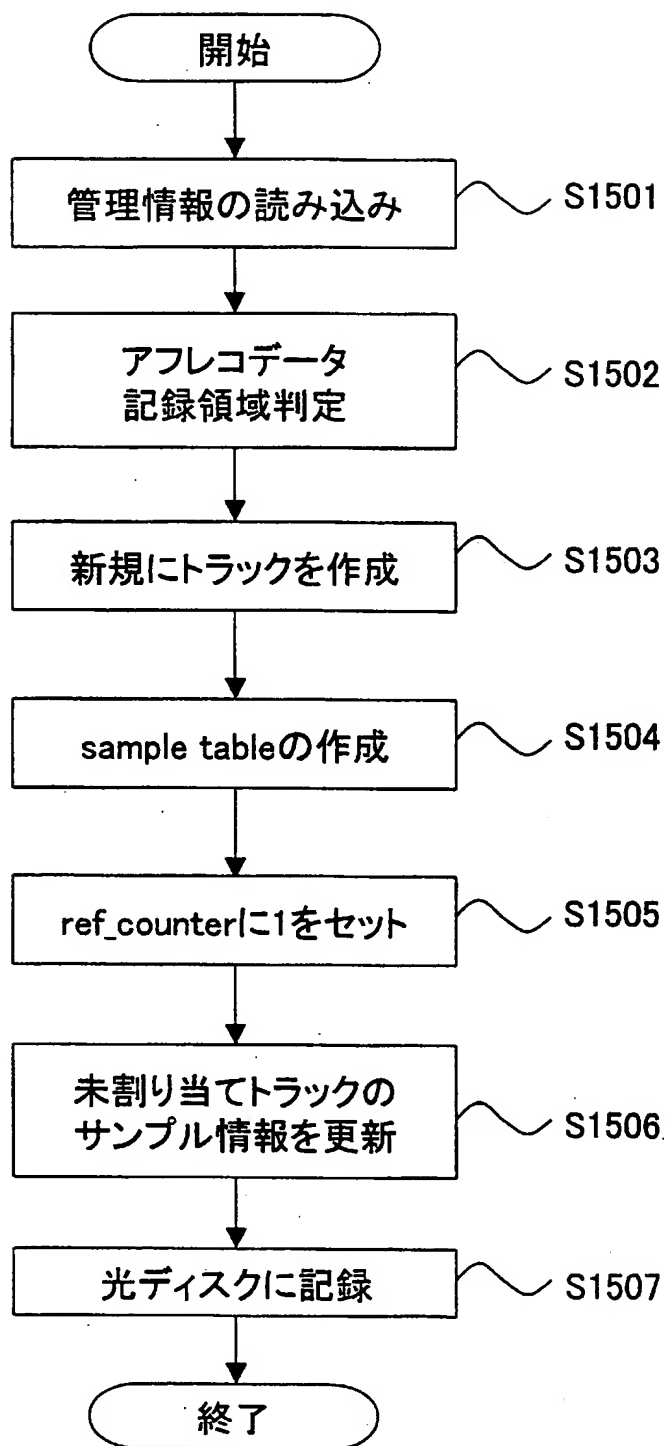 開始
管理情報の読み込み
S1501
アフレコデータ
記録領域判定
S1502
新規にトラックを作成
S1503
sample tableの作成
S1504
ref_counterに1をセット
S1505
未割り当てトラックの
サンプル情報を更新
S1506
光ディスクに記録
S1507
終了